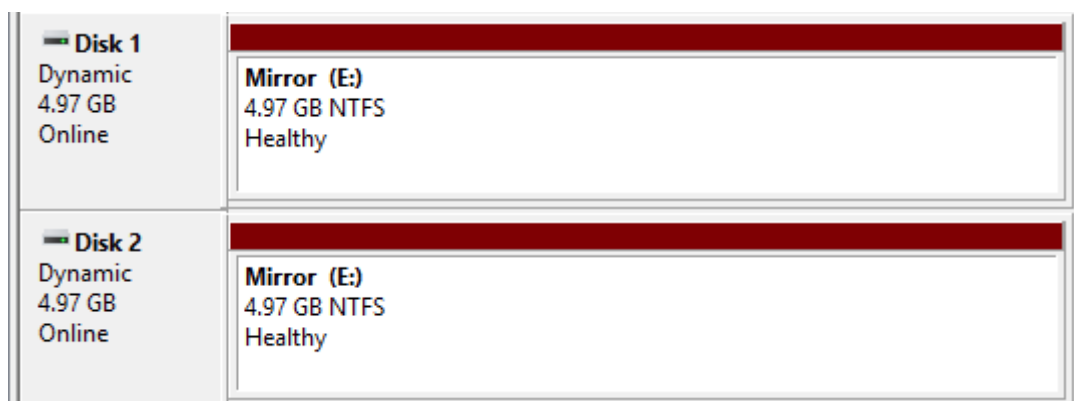 Disk 1
Dynamic
4.97 GB
Online
Mirror (E:)
4.97 GB NTFS
Healthy
Disk 2
Dynamic
4.97 GB
Online
Mirror (E:)
4.97 GB NTFS
Healthy